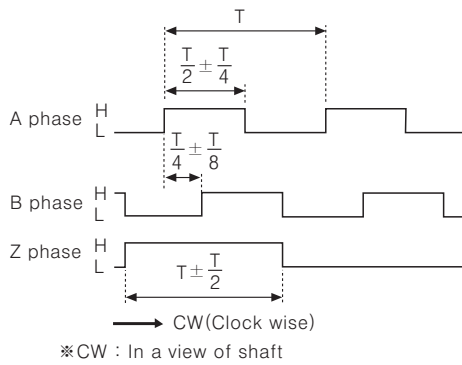 T
T/2 ± T/4
A phase H
L
T/4 ± T/8
B phase H
L
Z phase H
L
T ± T/2
CW(Clock wise)
※CW : In a view of shaft